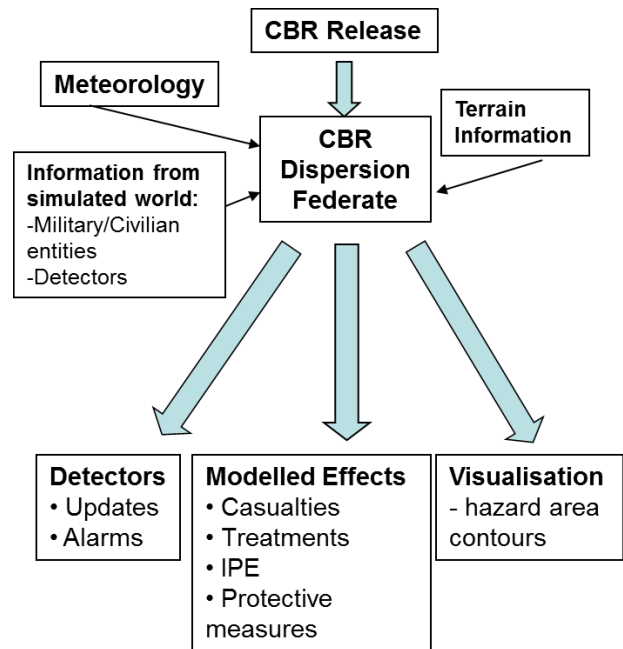 CBR Release
Meteorology
Terrain
Information
CBR
Dispersion
Federate
Information from
simulated world:
-Military/Civilian
entities
-Detectors
Detectors
• Updates
• Alarms
Modelled Effects
• Casualties
• Treatments
• IPE
• Protective
measures
Visualisation
- hazard area
contours